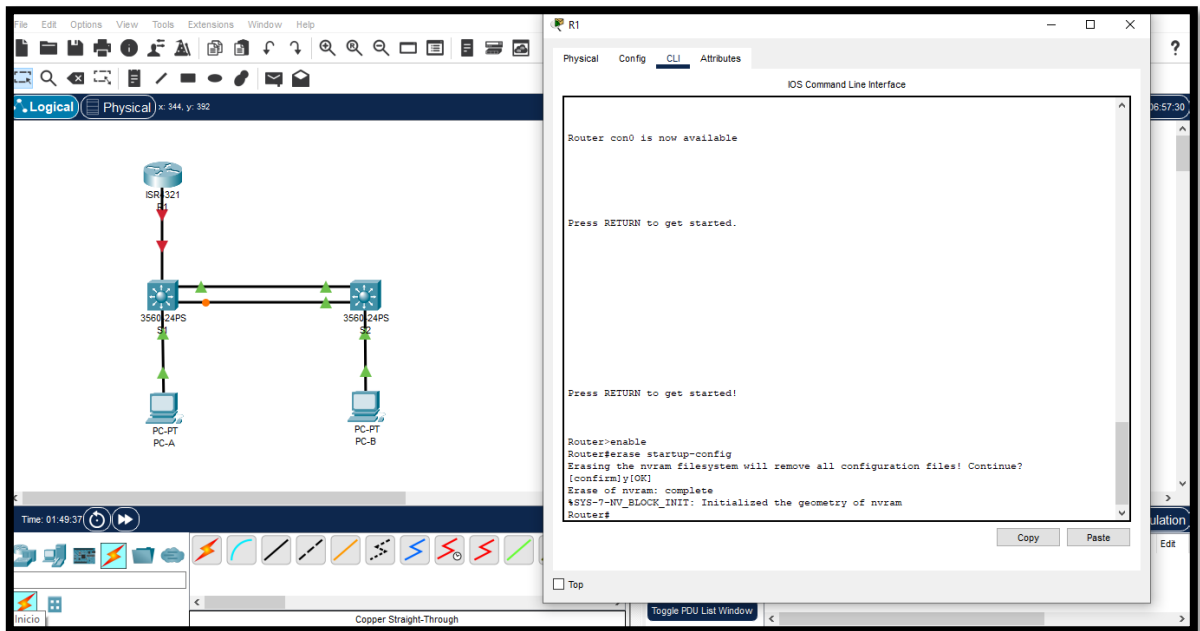 File Edit Options View Tools Extensions Window Help
Logical Physical x: 344, y: 392
ISR4321
R1
3560-24PS
S1
3560-24PS
S2
PC-PT
PC-A
PC-PT
PC-B
Time: 01:49:37
Inicio
Copper Straight-Through
R1
Physical Config CLI Attributes
IOS Command Line Interface
Router con0 is now available
Press RETURN to get started.
Press RETURN to get started!
Router>enable
Router#erase startup-config
Erasing the nvram filesystem will remove all configuration files! Continue?
[confirm]y[OK]
Erase of nvram: complete
%SYS-7-NV_BLOCK_INIT: Initialized the geometry of nvram
Router#
Copy Paste
Top
?
06:57:30
ulation
Edit
Toggle PDU List Window